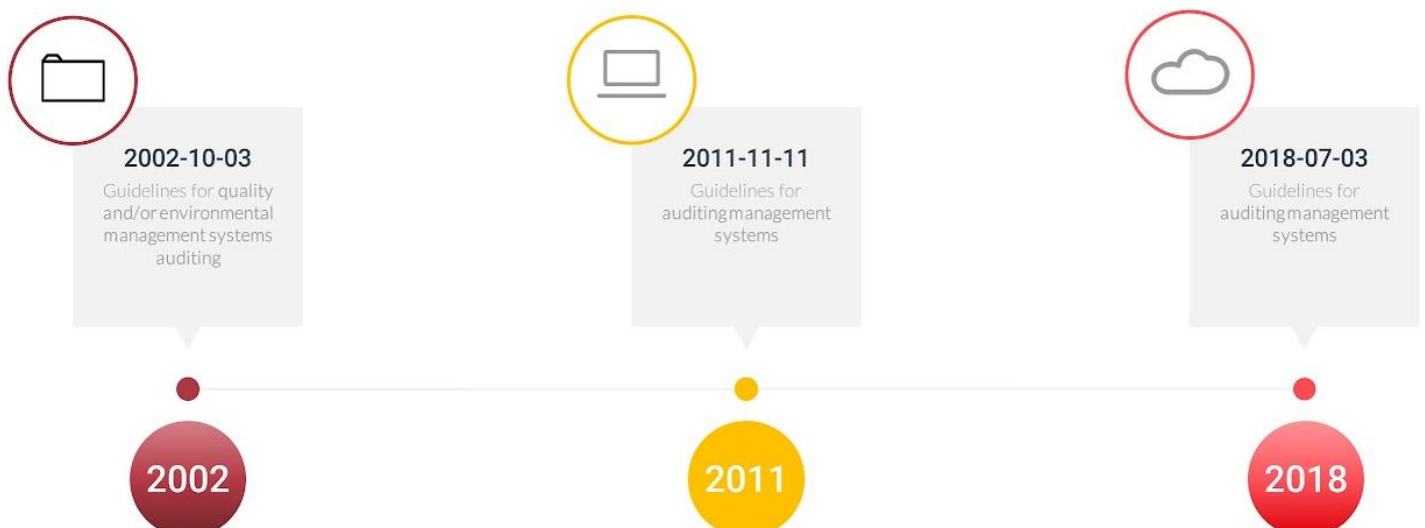 2002-10-03
Guidelines for quality
and/or environmental
management systems
auditing
2011-11-11
Guidelines for
auditing management
systems
2018-07-03
Guidelines for
auditing management
systems
2002
2011
2018